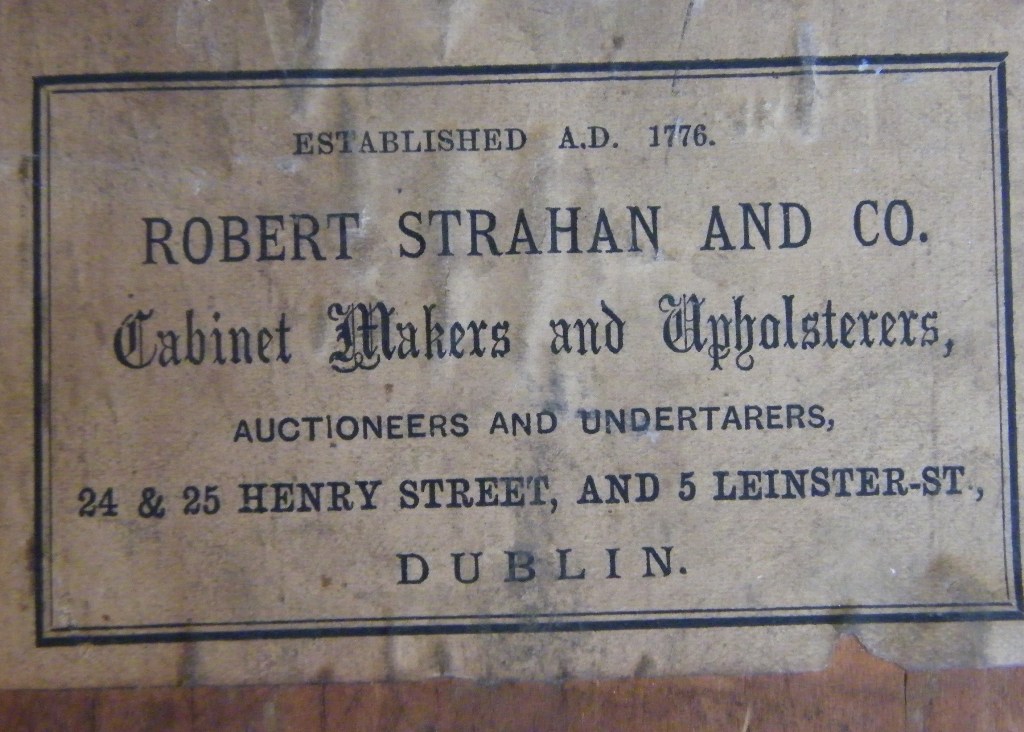 ESTABLISHED A.D. 1776.
ROBERT STRAHAN AND CO.
Cabinet Makers and Upholsterers,
AUCTIONEERS AND UNDERTARERS,
24 & 25 HENRY STREET, AND 5 LEINSTER-ST.,
DUBLIN.